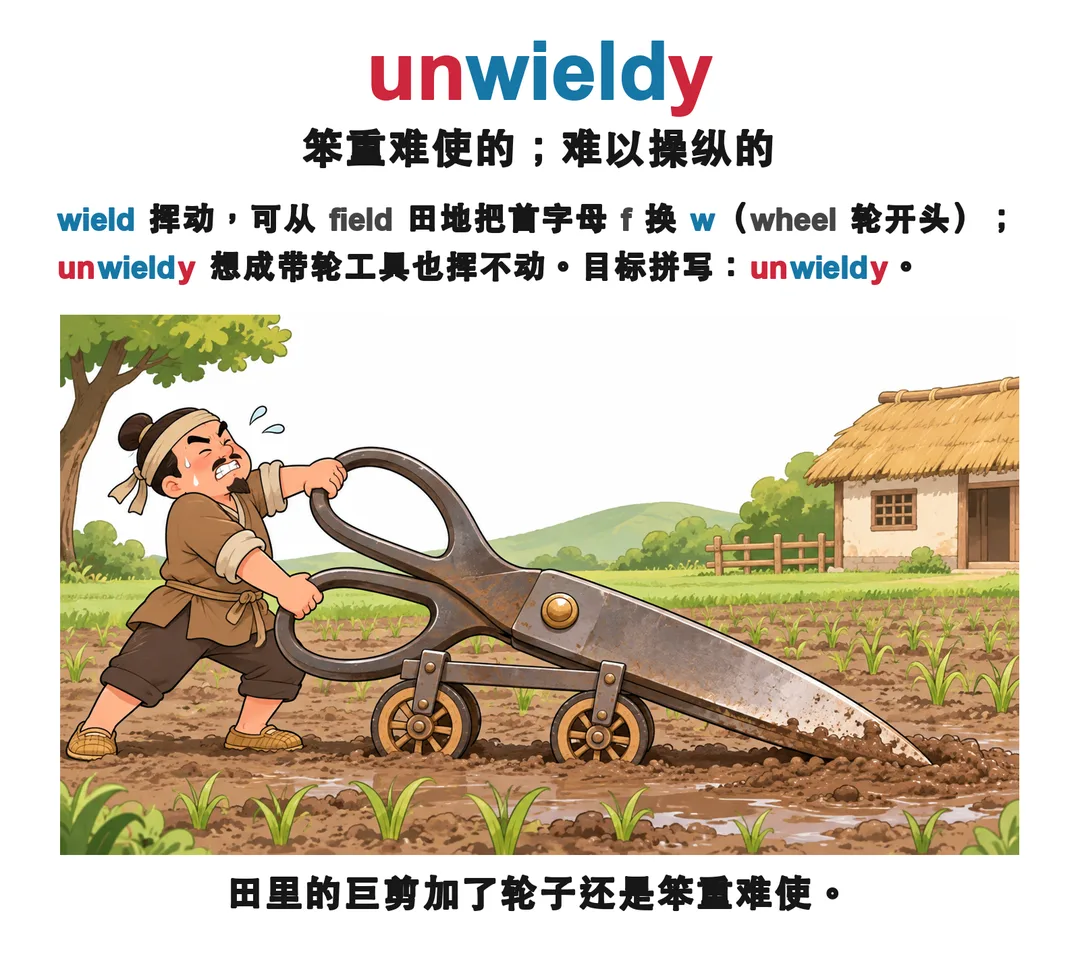 unwieldy
笨重难使的；难以操纵的
wield 挥动，可从 field 田地把首字母 f 换 w（wheel 轮开头）；
unwieldy 想成带轮工具也挥不动。目标拼写：unwieldy。
田里的巨剪加了轮子还是笨重难使。